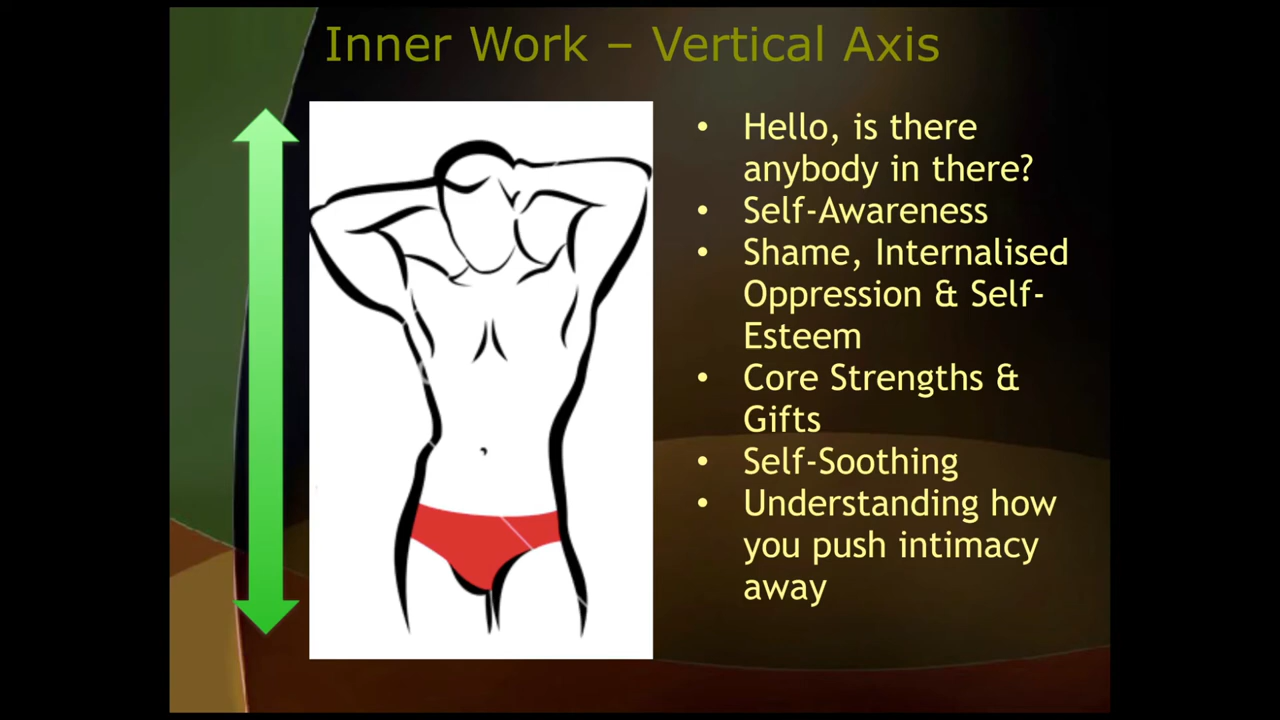 Inner Work – Vertical Axis
• Hello, is there
anybody in there?
• Self-Awareness
• Shame, Internalised
Oppression & Self-
Esteem
• Core Strengths &
Gifts
• Self-Soothing
• Understanding how
you push intimacy
away